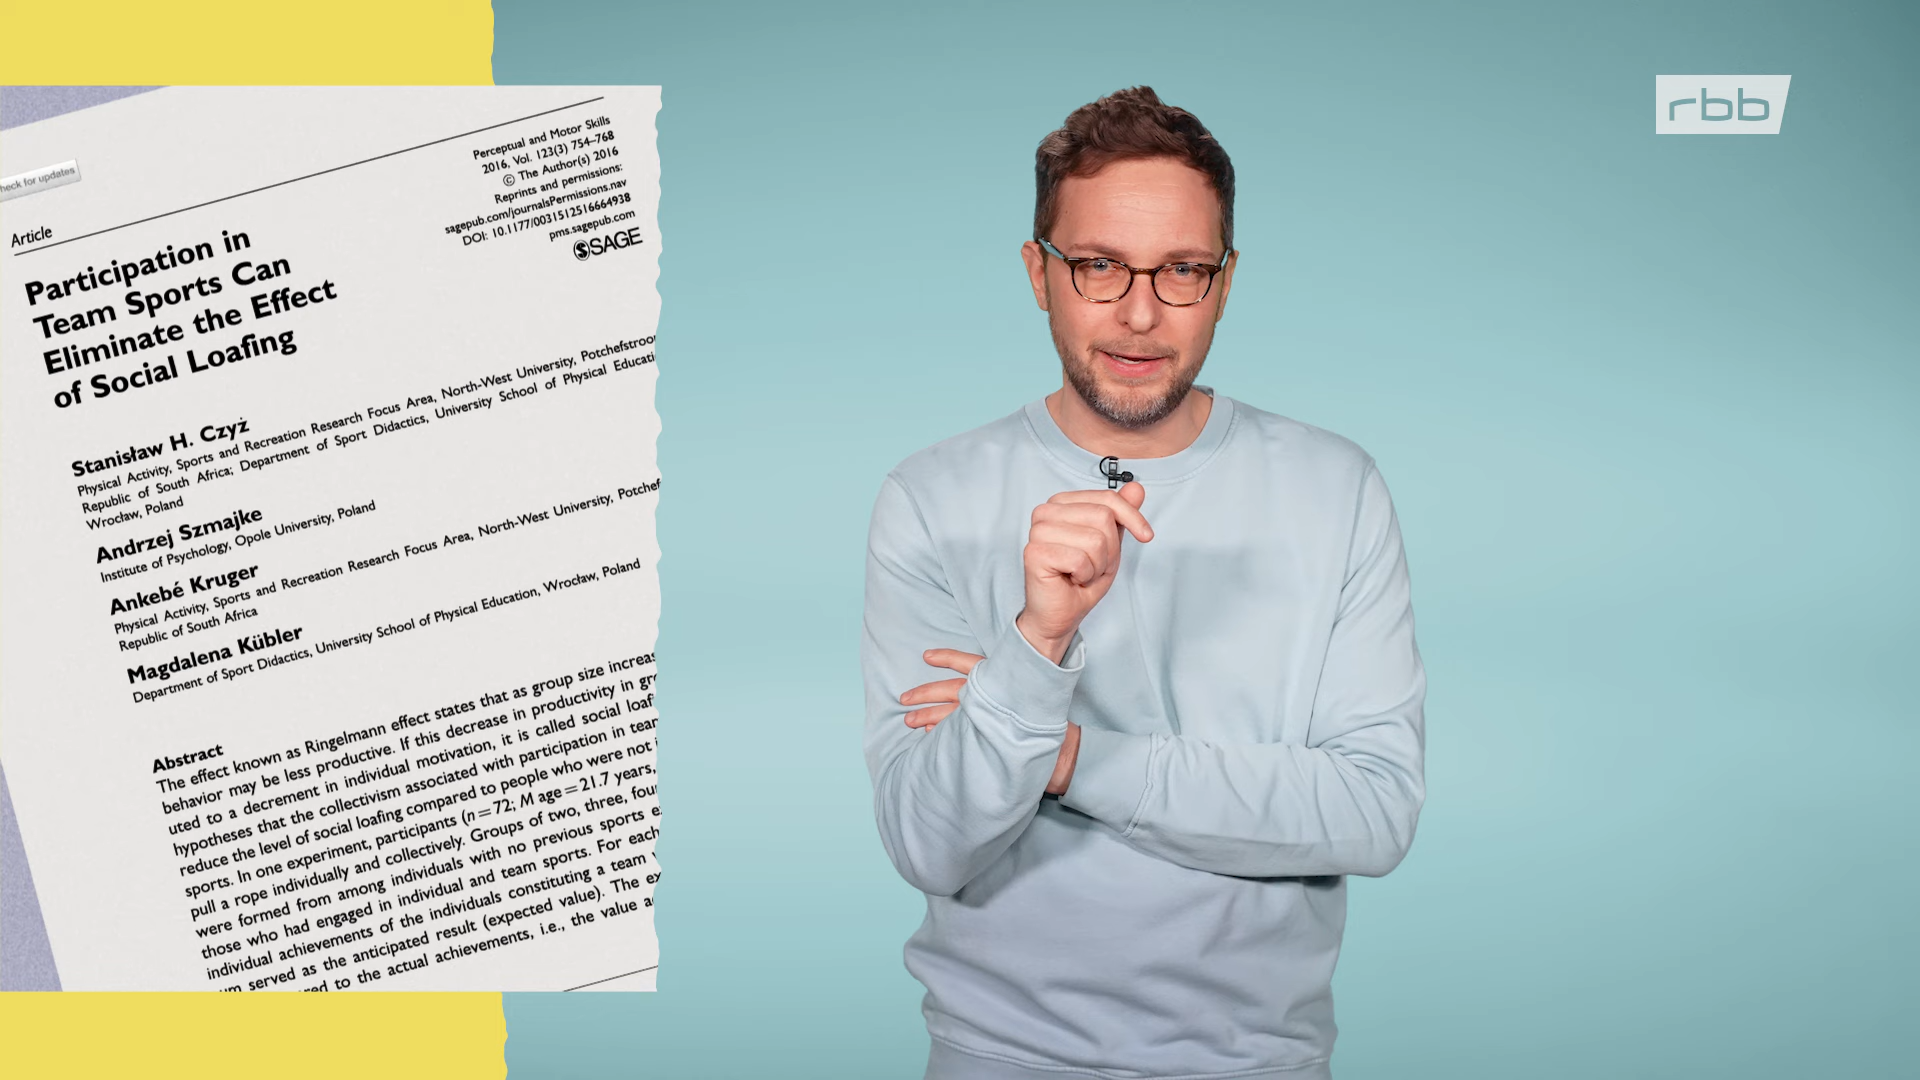 rbb
heck for updates
Perceptual and Motor Skills
2016, Vol. 123(3) 754–768
© The Author(s) 2016
Reprints and permissions:
sagepub.com/journalsPermissions.nav
DOI: 10.1177/0031512516664938
pms.sagepub.com
SAGE
Article
Participation in
Team Sports Can
Eliminate the Effect
of Social Loafing
Stanisław H. Czyż
Physical Activity, Sports and Recreation Research Focus Area, North-West University, Potchefstroo
Republic of South Africa; Department of Sport Didactics, University School of Physical Educati
Wrocław, Poland
Andrzej Szmajke
Institute of Psychology, Opole University, Poland
Ankebé Kruger
Physical Activity, Sports and Recreation Research Focus Area, North-West University, Potchef
Republic of South Africa
Magdalena Kübler
Department of Sport Didactics, University School of Physical Education, Wrocław, Poland
Abstract
The effect known as Ringelmann effect states that as group size increas
behavior may be less productive. If this decrease in productivity in gr
uted to a decrement in individual motivation, it is called social loaf
hypotheses that the collectivism associated with participation in tea
reduce the level of social loafing compared to people who were not
sports. In one experiment, participants (n = 72; M age = 21.7 years,
pull a rope individually and collectively. Groups of two, three, fou
were formed from among individuals with no previous sports e
those who had engaged in individual and team sports. For each
individual achievements of the individuals constituting a team
um served as the anticipated result (expected value). The ex
red to the actual achievements, i.e., the value a